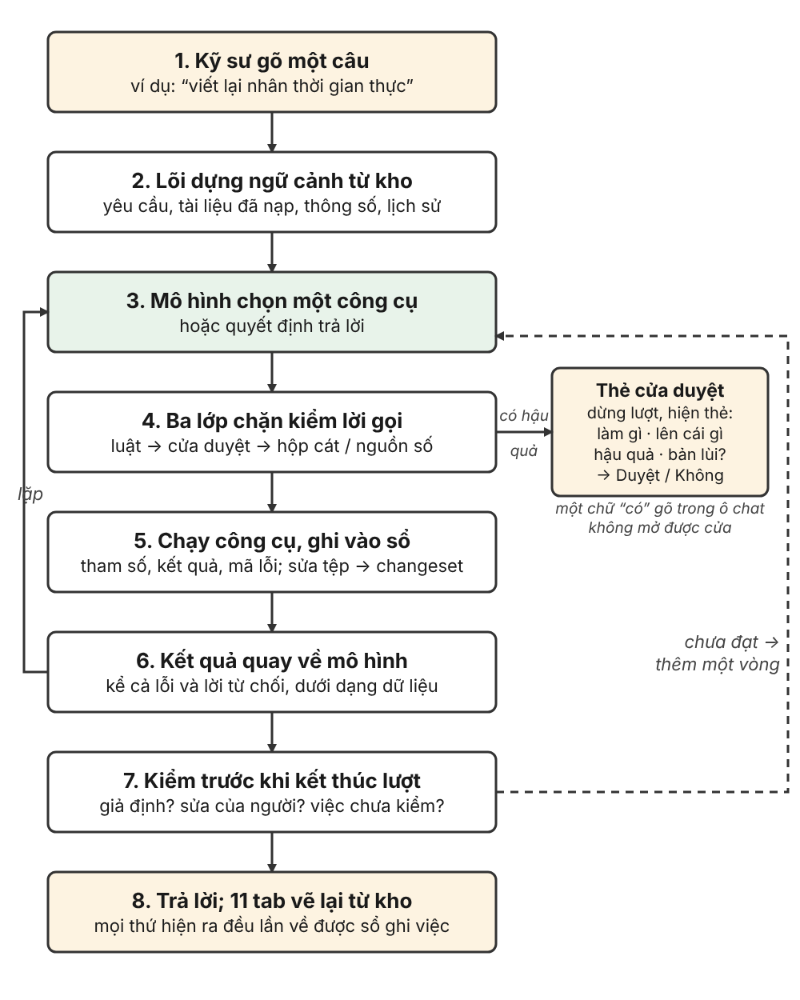 1. Kỹ sư gõ một câu
ví dụ: “viết lại nhân thời gian thực”
2. Lõi dựng ngữ cảnh từ kho
yêu cầu, tài liệu đã nạp, thông số, lịch sử
3. Mô hình chọn một công cụ
hoặc quyết định trả lời
4. Ba lớp chặn kiểm lời gọi
luật → cửa duyệt → hộp cát / nguồn số
có hậu
quả
Thẻ cửa duyệt
dừng lượt, hiện thẻ:
làm gì · lên cái gì
hậu quả · bản lùi?
→ Duyệt / Không
một chữ “có” gõ trong ô chat
không mở được cửa
lặp
5. Chạy công cụ, ghi vào sổ
tham số, kết quả, mã lỗi; sửa tệp → changeset
6. Kết quả quay về mô hình
kể cả lỗi và lời từ chối, dưới dạng dữ liệu
chưa đạt →
thêm một vòng
7. Kiểm trước khi kết thúc lượt
giả định? sửa của người? việc chưa kiểm?
8. Trả lời; 11 tab vẽ lại từ kho
mọi thứ hiện ra đều lần về được sổ ghi việc